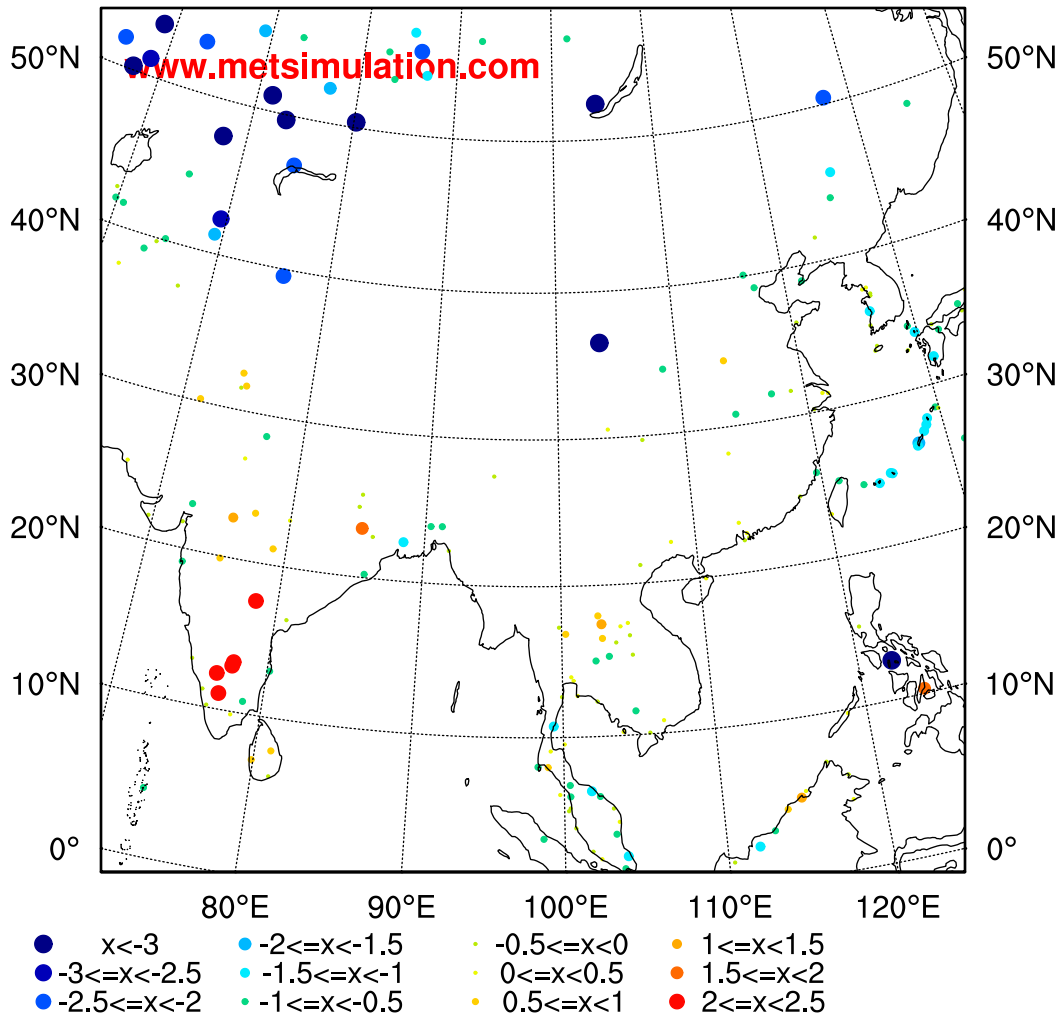 50°N 50°N
www.metsimulation.com
40°N 40°N
30°N 30°N
20°N 20°N
10°N 10°N
0° 0°
80°E 90°E 100°E 110°E 120°E
x<-3 -2<=x<-1.5 -0.5<=x<0 1<=x<1.5
-3<=x<-2.5 -1.5<=x<-1 0<=x<0.5 1.5<=x<2
-2.5<=x<-2 -1<=x<-0.5 0.5<=x<1 2<=x<2.5